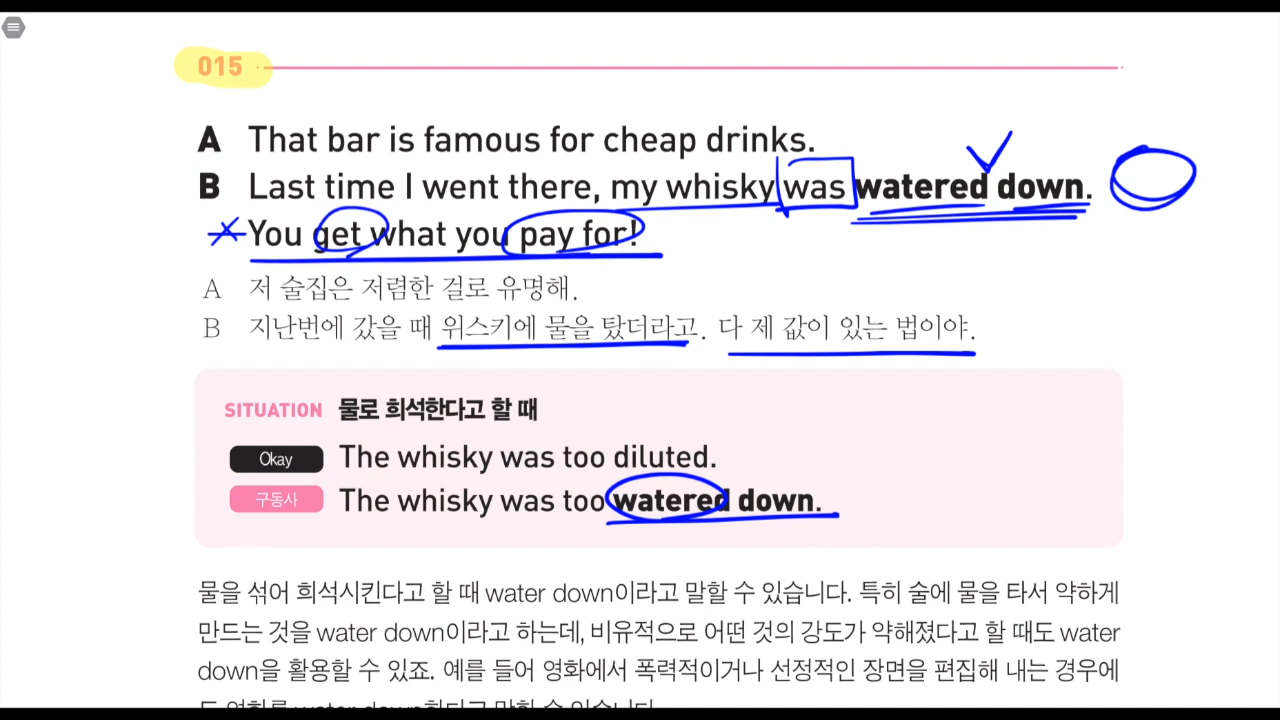 015
A That bar is famous for cheap drinks.
B Last time I went there, my whisky was watered down.
You get what you pay for!
A 저 술집은 저렴한 걸로 유명해.
B 지난번에 갔을 때 위스키에 물을 탔더라고. 다 제 값이 있는 법이야.
SITUATION 물로 희석한다고 할 때
Okay The whisky was too diluted.
구동사 The whisky was too watered down.
물을 섞어 희석시킨다고 할 때 water down이라고 말할 수 있습니다. 특히 술에 물을 타서 약하게
만드는 것을 water down이라고 하는데, 비유적으로 어떤 것의 강도가 약해졌다고 할 때도 water
down을 활용할 수 있죠. 예를 들어 영화에서 폭력적이거나 선정적인 장면을 편집해 내는 경우에